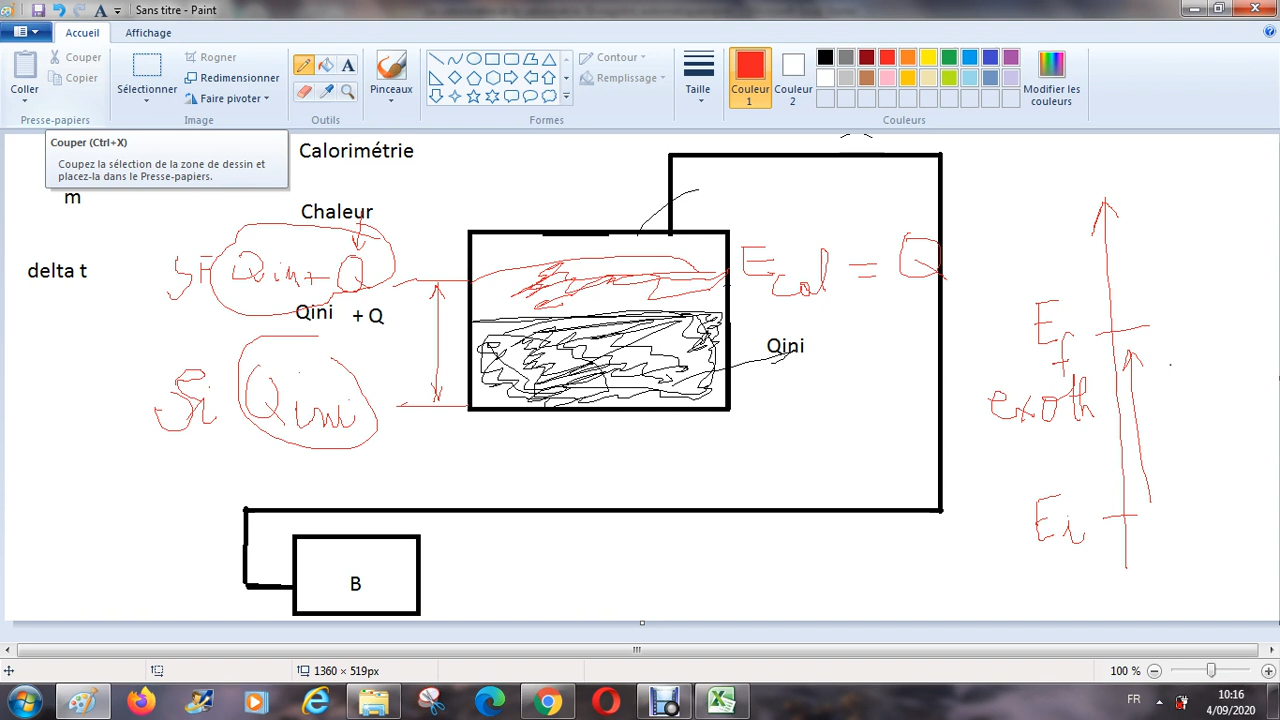 Sans titre - Paint
Accueil
Affichage
Coller
Couper
Copier
Presse-papiers
Sélectionner
Rogner
Redimensionner
Faire pivoter
Image
A
Outils
Pinceaux
Contour
Remplissage
Formes
Taille
Couleur
1
Couleur
2
Modifier les
couleurs
Couleurs
Couper (Ctrl+X)
Coupez la sélection de la zone de dessin et
placez-la dans le Presse-papiers.
Calorimétrie
m
Chaleur
delta t
SF Qini + Q
Qini + Q
Si Qini
Ecal = Q
Qini
Ef
exoth
Ei
B
1360 × 519px
100 %
FR
10:16
4/09/2020